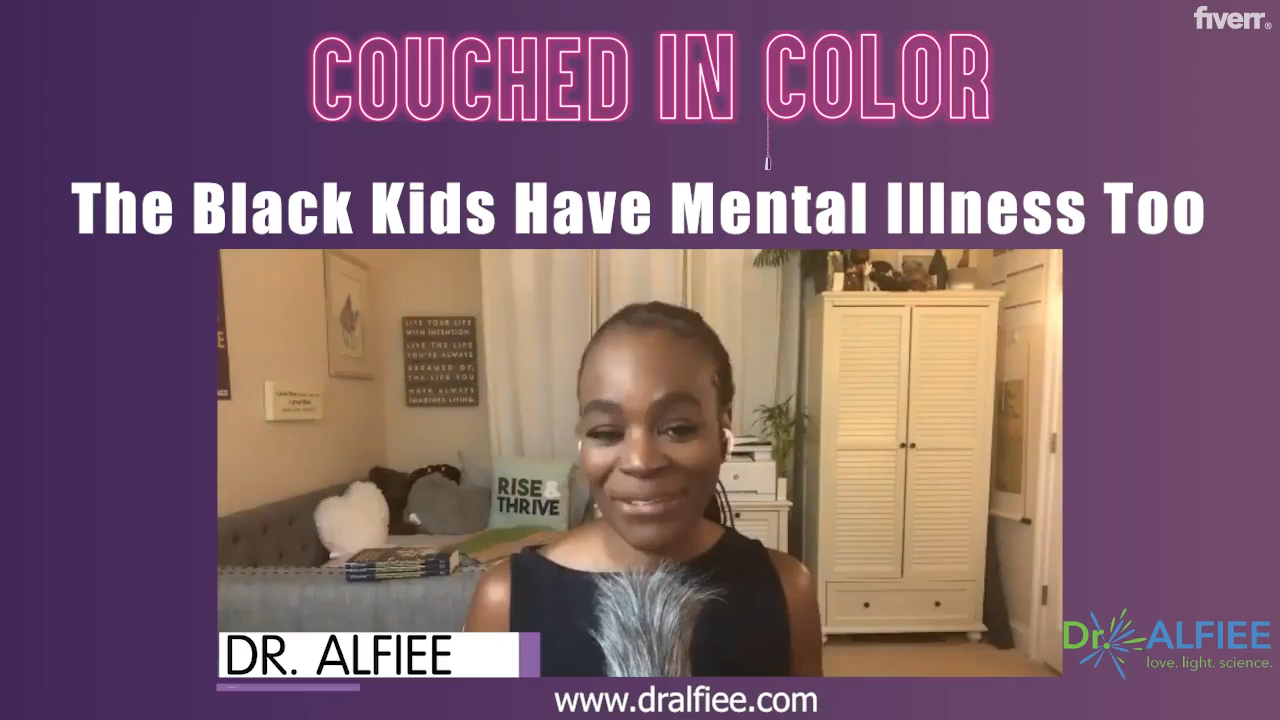 fiverr®
COUCHED IN COLOR
The Black Kids Have Mental Illness Too
LIVE YOUR LIFE
WITH INTENTION.
LIVE THE LIFE
YOU'VE ALWAYS
DREAMED OF,
THE LIFE YOU
HAVE ALWAYS
IMAGINED LIVING.
RISE &
THRIVE
DR. ALFIEE
Dr. ALFIEE
love. light. science.
www.dralfiee.com